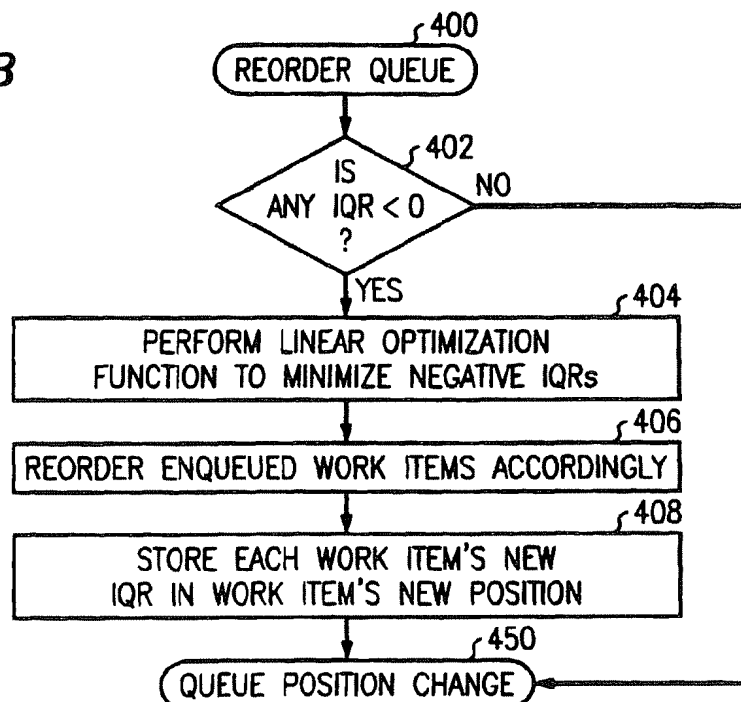 400
REORDER QUEUE
402
IS
ANY IQR < 0
?
NO
YES
404
PERFORM LINEAR OPTIMIZATION
FUNCTION TO MINIMIZE NEGATIVE IQRs
406
REORDER ENQUEUED WORK ITEMS ACCORDINGLY
408
STORE EACH WORK ITEM'S NEW
IQR IN WORK ITEM'S NEW POSITION
450
QUEUE POSITION CHANGE